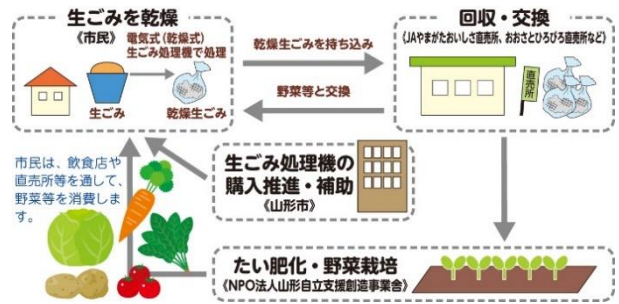 生ごみを乾燥
《市民》
電気式(乾燥式)
生ごみ処理機で処理
生ごみ
乾燥生ごみ
乾燥生ごみを持ち込み
野菜等と交換
回収・交換
《JAやまがたおいしさ直売所、おおさとひろびろ直売所など》
直売所
市民は、飲食店や
直売所等を通して、
野菜等を消費しま
す。
生ごみ処理機の
購入推進・補助
《山形市》
たい肥化・野菜栽培
《NPO法人山形自立支援創造事業舎》